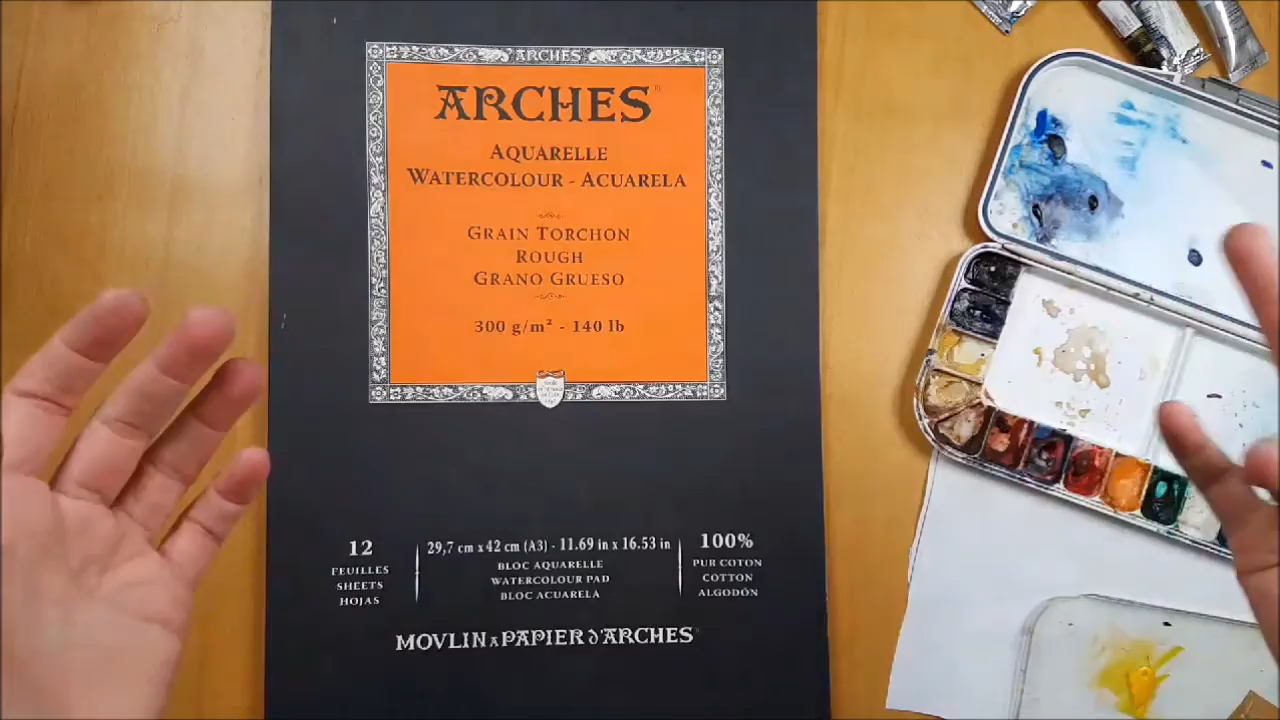 ARCHES
ARCHES®
AQUARELLE
WATERCOLOUR - ACUARELA
GRAIN TORCHON
ROUGH
GRANO GRUESO
300 g/m² - 140 lb
12
FEUILLES
SHEETS
HOJAS
29,7 cm x 42 cm (A3) - 11.69 in x 16.53 in
BLOC AQUARELLE
WATERCOLOUR PAD
BLOC ACUARELA
100%
PUR COTON
COTTON
ALGODÓN
MOVLIN A PAPIER ∂'ARCHES®